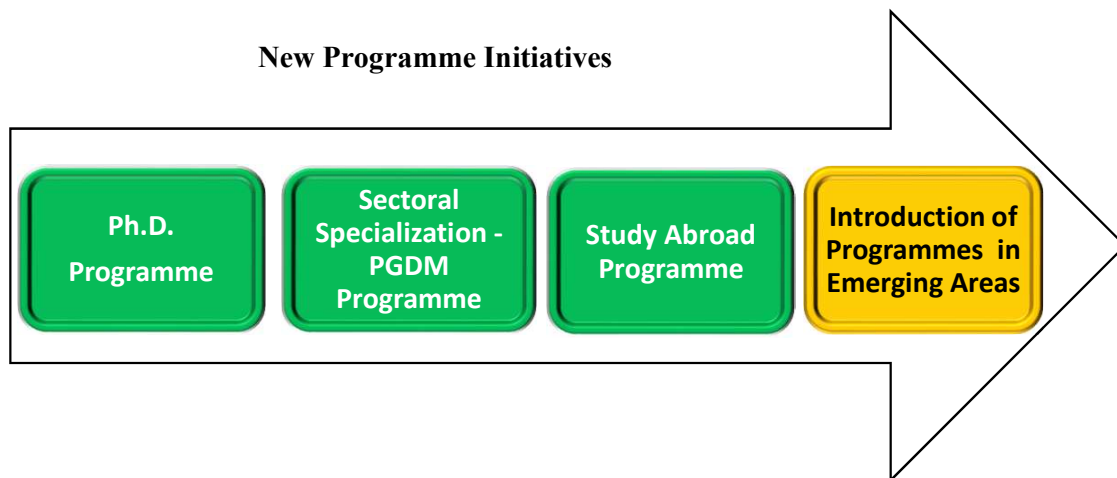 New Programme Initiatives
Ph.D.
Programme
Sectoral
Specialization -
PGDM
Programme
Study Abroad
Programme
Introduction of
Programmes in
Emerging Areas